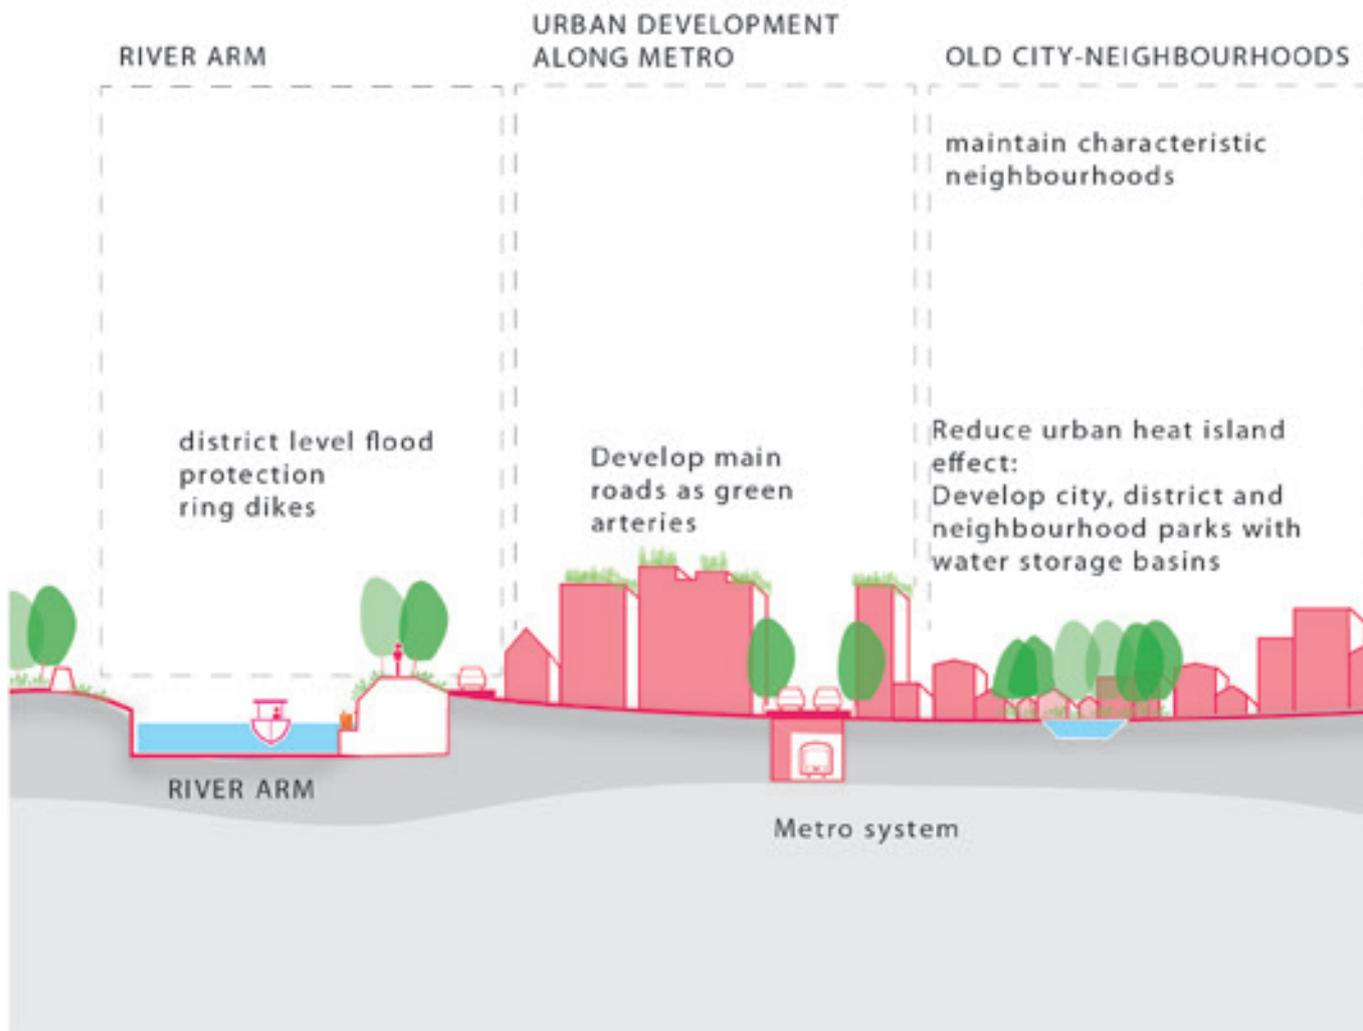 RIVER ARM
URBAN DEVELOPMENT
ALONG METRO
OLD CITY-NEIGHBOURHOODS
maintain characteristic
neighbourhoods
district level flood
protection
ring dikes
Develop main
roads as green
arteries
Reduce urban heat island
effect:
Develop city, district and
neighbourhood parks with
water storage basins
RIVER ARM
Metro system